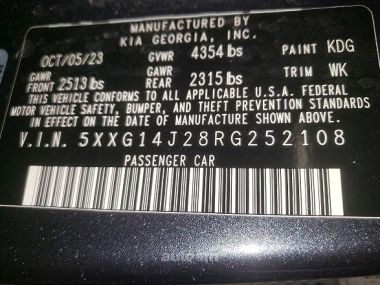 MANUFACTURED BY
KIA GEORGIA, INC.
OCT/05/23 GVWR 4354 lbs PAINT KDG
GAWR FRONT 2513 lbs GAWR REAR 2315 lbs TRIM WK
THIS VEHICLE CONFORMS TO ALL APPLICABLE U.S.A. FEDERAL
MOTOR VEHICLE SAFETY, BUMPER, AND THEFT PREVENTION STANDARDS
IN EFFECT ON THE DATE OF MANUFACTURE SHOWN ABOVE.
V.I.N. 5XXG14J28RG252108
PASSENGER CAR